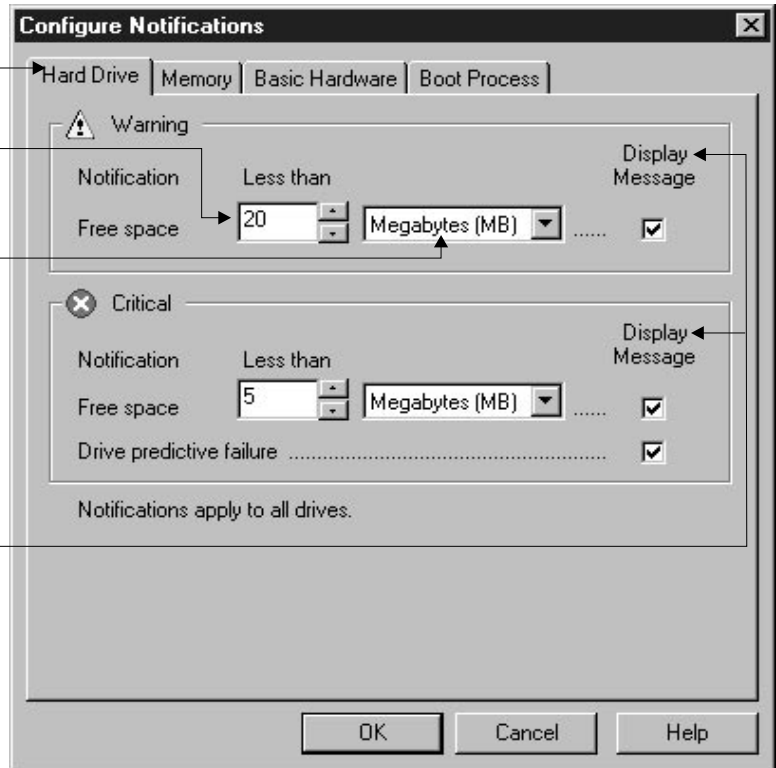 Configure Notifications
Hard Drive Memory Basic Hardware Boot Process
Warning
Display
Notification Less than Message
Free space 20 Megabytes (MB) ......
Critical
Display
Notification Less than Message
Free space 5 Megabytes (MB) ......
Drive predictive failure ......................................................
Notifications apply to all drives.
OK Cancel Help